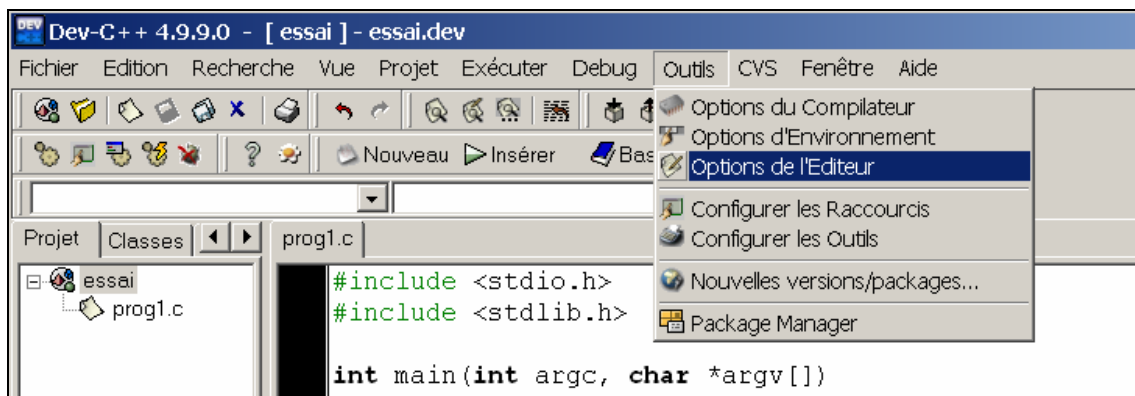 DEV Dev-C++ 4.9.9.0 - [ essai ] - essai.dev
Fichier Edition Recherche Vue Projet Exécuter Debug Outils CVS Fenêtre Aide
Options du Compilateur
Options d'Environnement
Nouveau Insérer
Options de l'Editeur
Configurer les Raccourcis
Projet Classes prog1.c
Configurer les Outils
essai
#include <stdio.h>
Nouvelles versions/packages...
prog1.c
#include <stdlib.h>
Package Manager
int main(int argc, char *argv[])